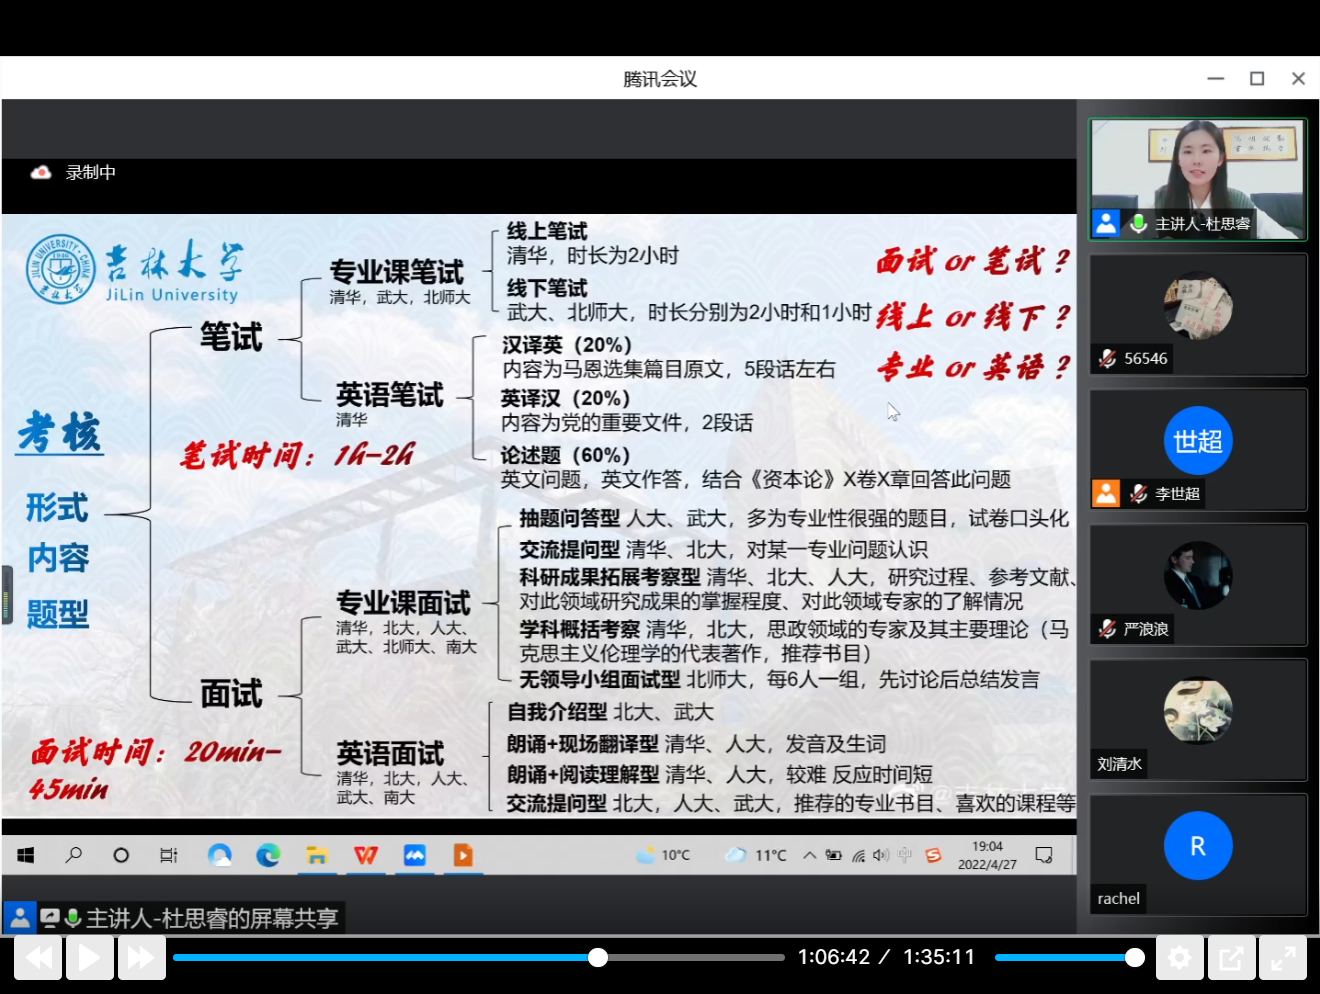 腾讯会议
录制中
吉林大学
JiLin University
考核
形式
内容
题型
笔试
专业课笔试
清华，武大，北师大
线上笔试
清华，时长为2小时
线下笔试
武大、北师大，时长分别为2小时和1小时
英语笔试
清华
汉译英（20%）
内容为马恩选集篇目原文，5段话左右
英译汉（20%）
内容为党的重要文件，2段话
论述题（60%）
英文问题，英文作答，结合《资本论》X卷X章回答此问题
笔试时间：1h-2h
面试 or 笔试？
线上 or 线下？
专业 or 英语？
面试
专业课面试
清华，北大，人大、
武大、北师大、南大
抽题问答型 人大、武大，多为专业性很强的题目，试卷口头化
交流提问型 清华、北大，对某一专业问题认识
科研成果拓展考察型 清华、北大、人大，研究过程、参考文献、
对此领域研究成果的掌握程度、对此领域专家的了解情况
学科概括考察 清华，北大，思政领域的专家及其主要理论（马
克思主义伦理学的代表著作，推荐书目）
无领导小组面试型 北师大，每6人一组，先讨论后总结发言
英语面试
清华，北大，人大、
武大、南大
自我介绍型 北大、武大
朗诵+现场翻译型 清华、人大，发音及生词
朗诵+阅读理解型 清华、人大，较难 反应时间短
交流提问型 北大，人大、武大，推荐的专业书目、喜欢的课程等
面试时间：20min-
45min
主讲人-杜思睿
56546
世超
李世超
严浪浪
刘清水
R
rachel
10°C
11°C
中
19:04
2022/4/27
主讲人-杜思睿的屏幕共享
1:06:42 / 1:35:11